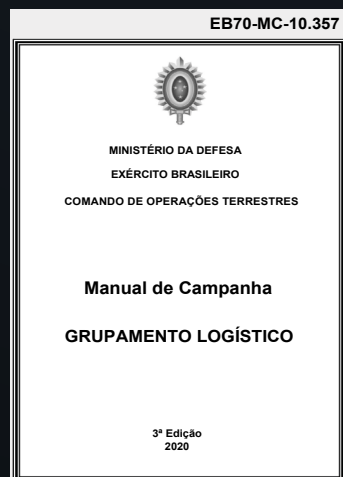 EB70-MC-10.357
MINISTÉRIO DA DEFESA
EXÉRCITO BRASILEIRO
COMANDO DE OPERAÇÕES TERRESTRES
Manual de Campanha
GRUPAMENTO LOGÍSTICO
3ª Edição
2020